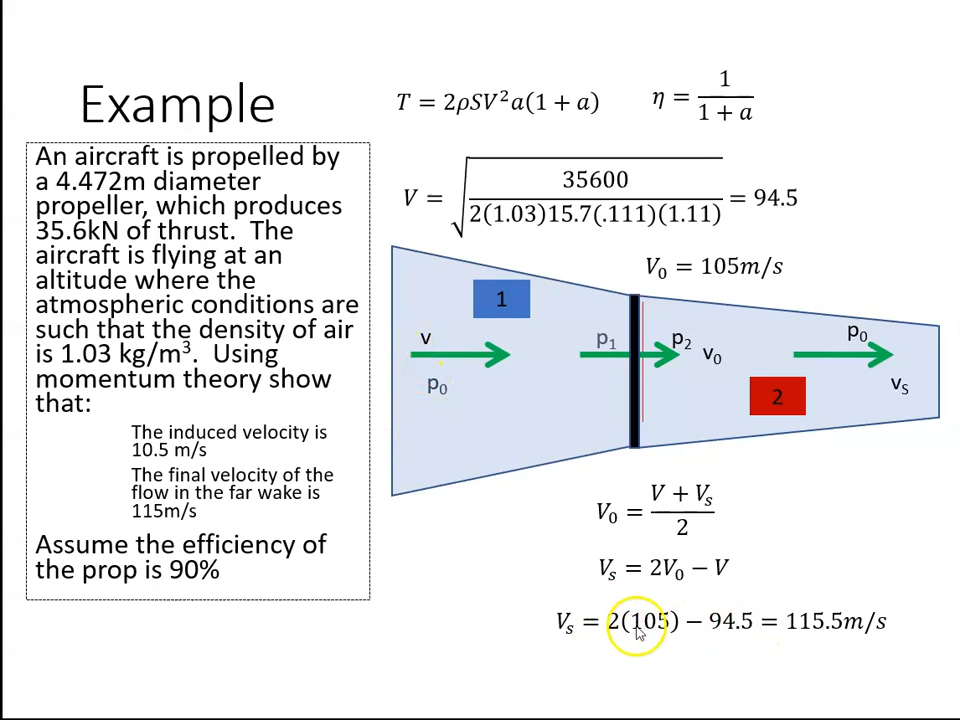 Example
An aircraft is propelled by
a 4.472m diameter
propeller, which produces
35.6kN of thrust. The
aircraft is flying at an
altitude where the
atmospheric conditions are
such that the density of air
is 1.03 kg/m³. Using
momentum theory show
that:
The induced velocity is
10.5 m/s
The final velocity of the
flow in the far wake is
115m/s
Assume the efficiency of
the prop is 90%
T = 2ρSV²a(1 + a)
η = 1/(1 + a)
V = √(35600/(2(1.03)15.7(.111)(1.11))) = 94.5
V₀ = 105m/s
1
v
p₀
p₁
p₂
v₀
p₀
2
vₛ
V₀ = (V + Vₛ)/2
Vₛ = 2V₀ − V
Vₛ = 2(105) − 94.5 = 115.5m/s